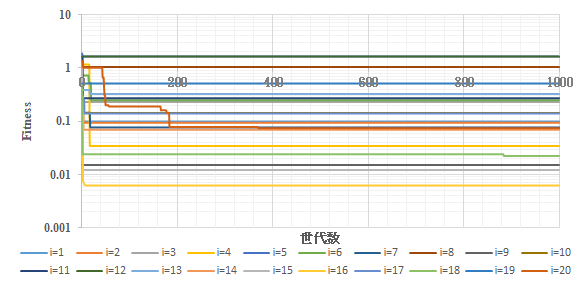 10
1
0.1
0.01
0.001
Fitness
0 200 400 600 800 1000
世代数
i=1 i=2 i=3 i=4 i=5 i=6 i=7 i=8 i=9 i=10
i=11 i=12 i=13 i=14 i=15 i=16 i=17 i=18 i=19 i=20